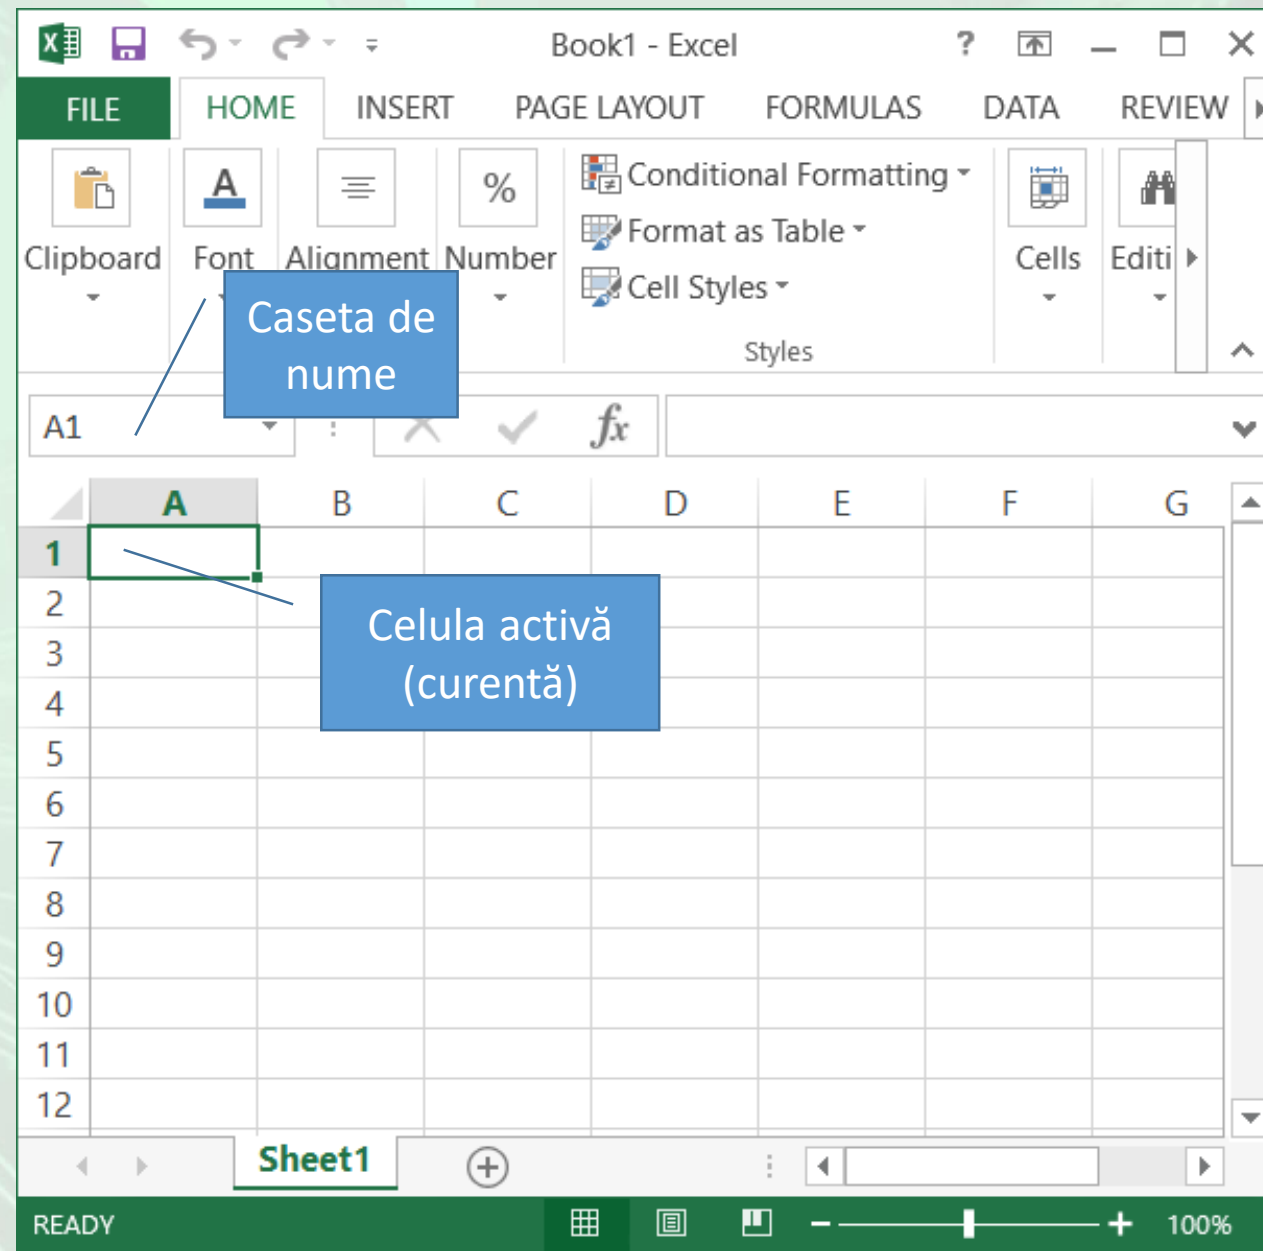 Book1 - Excel ?
FILE HOME INSERT PAGE LAYOUT FORMULAS DATA REVIEW
Conditional Formatting
Format as Table
Cell Styles
Clipboard Font Alignment Number Cells Editi
Styles
Caseta de
nume
A1 fx
A B C D E F G
1
2
3
4
5
6
7
8
9
10
11
12
Celula activă
(curentă)
Sheet1
READY 100%